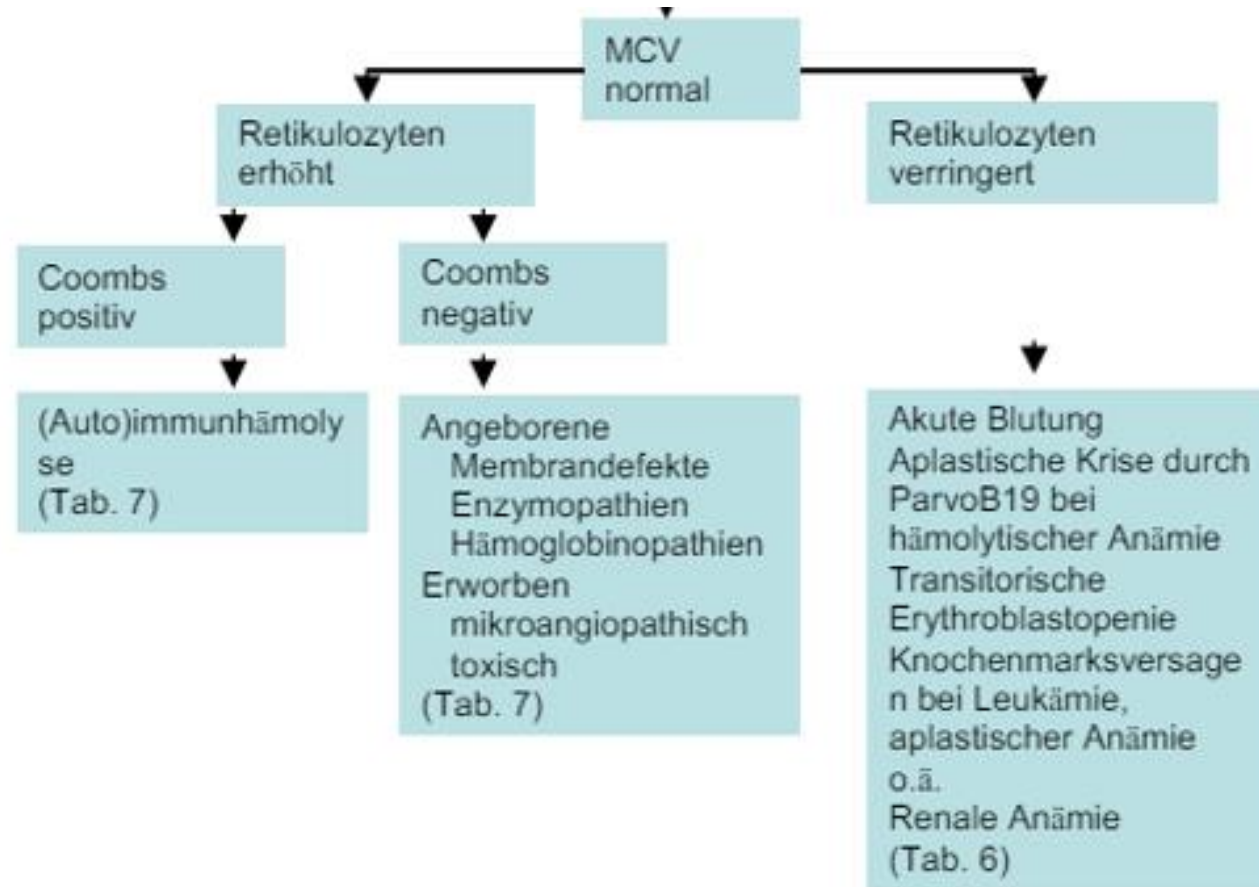 MCV
normal
Retikulozyten
erhöht
Retikulozyten
verringert
Coombs
positiv
Coombs
negativ
(Auto)immunhämoly
se
(Tab. 7)
Angeborene
Membrandefekte
Enzymopathien
Hämoglobinopathien
Erworben
mikroangiopathisch
toxisch
(Tab. 7)
Akute Blutung
Aplastische Krise durch
ParvoB19 bei
hämolytischer Anämie
Transitorische
Erythroblastopenie
Knochenmarksversage
n bei Leukämie,
aplastischer Anämie
o.ä.
Renale Anämie
(Tab. 6)